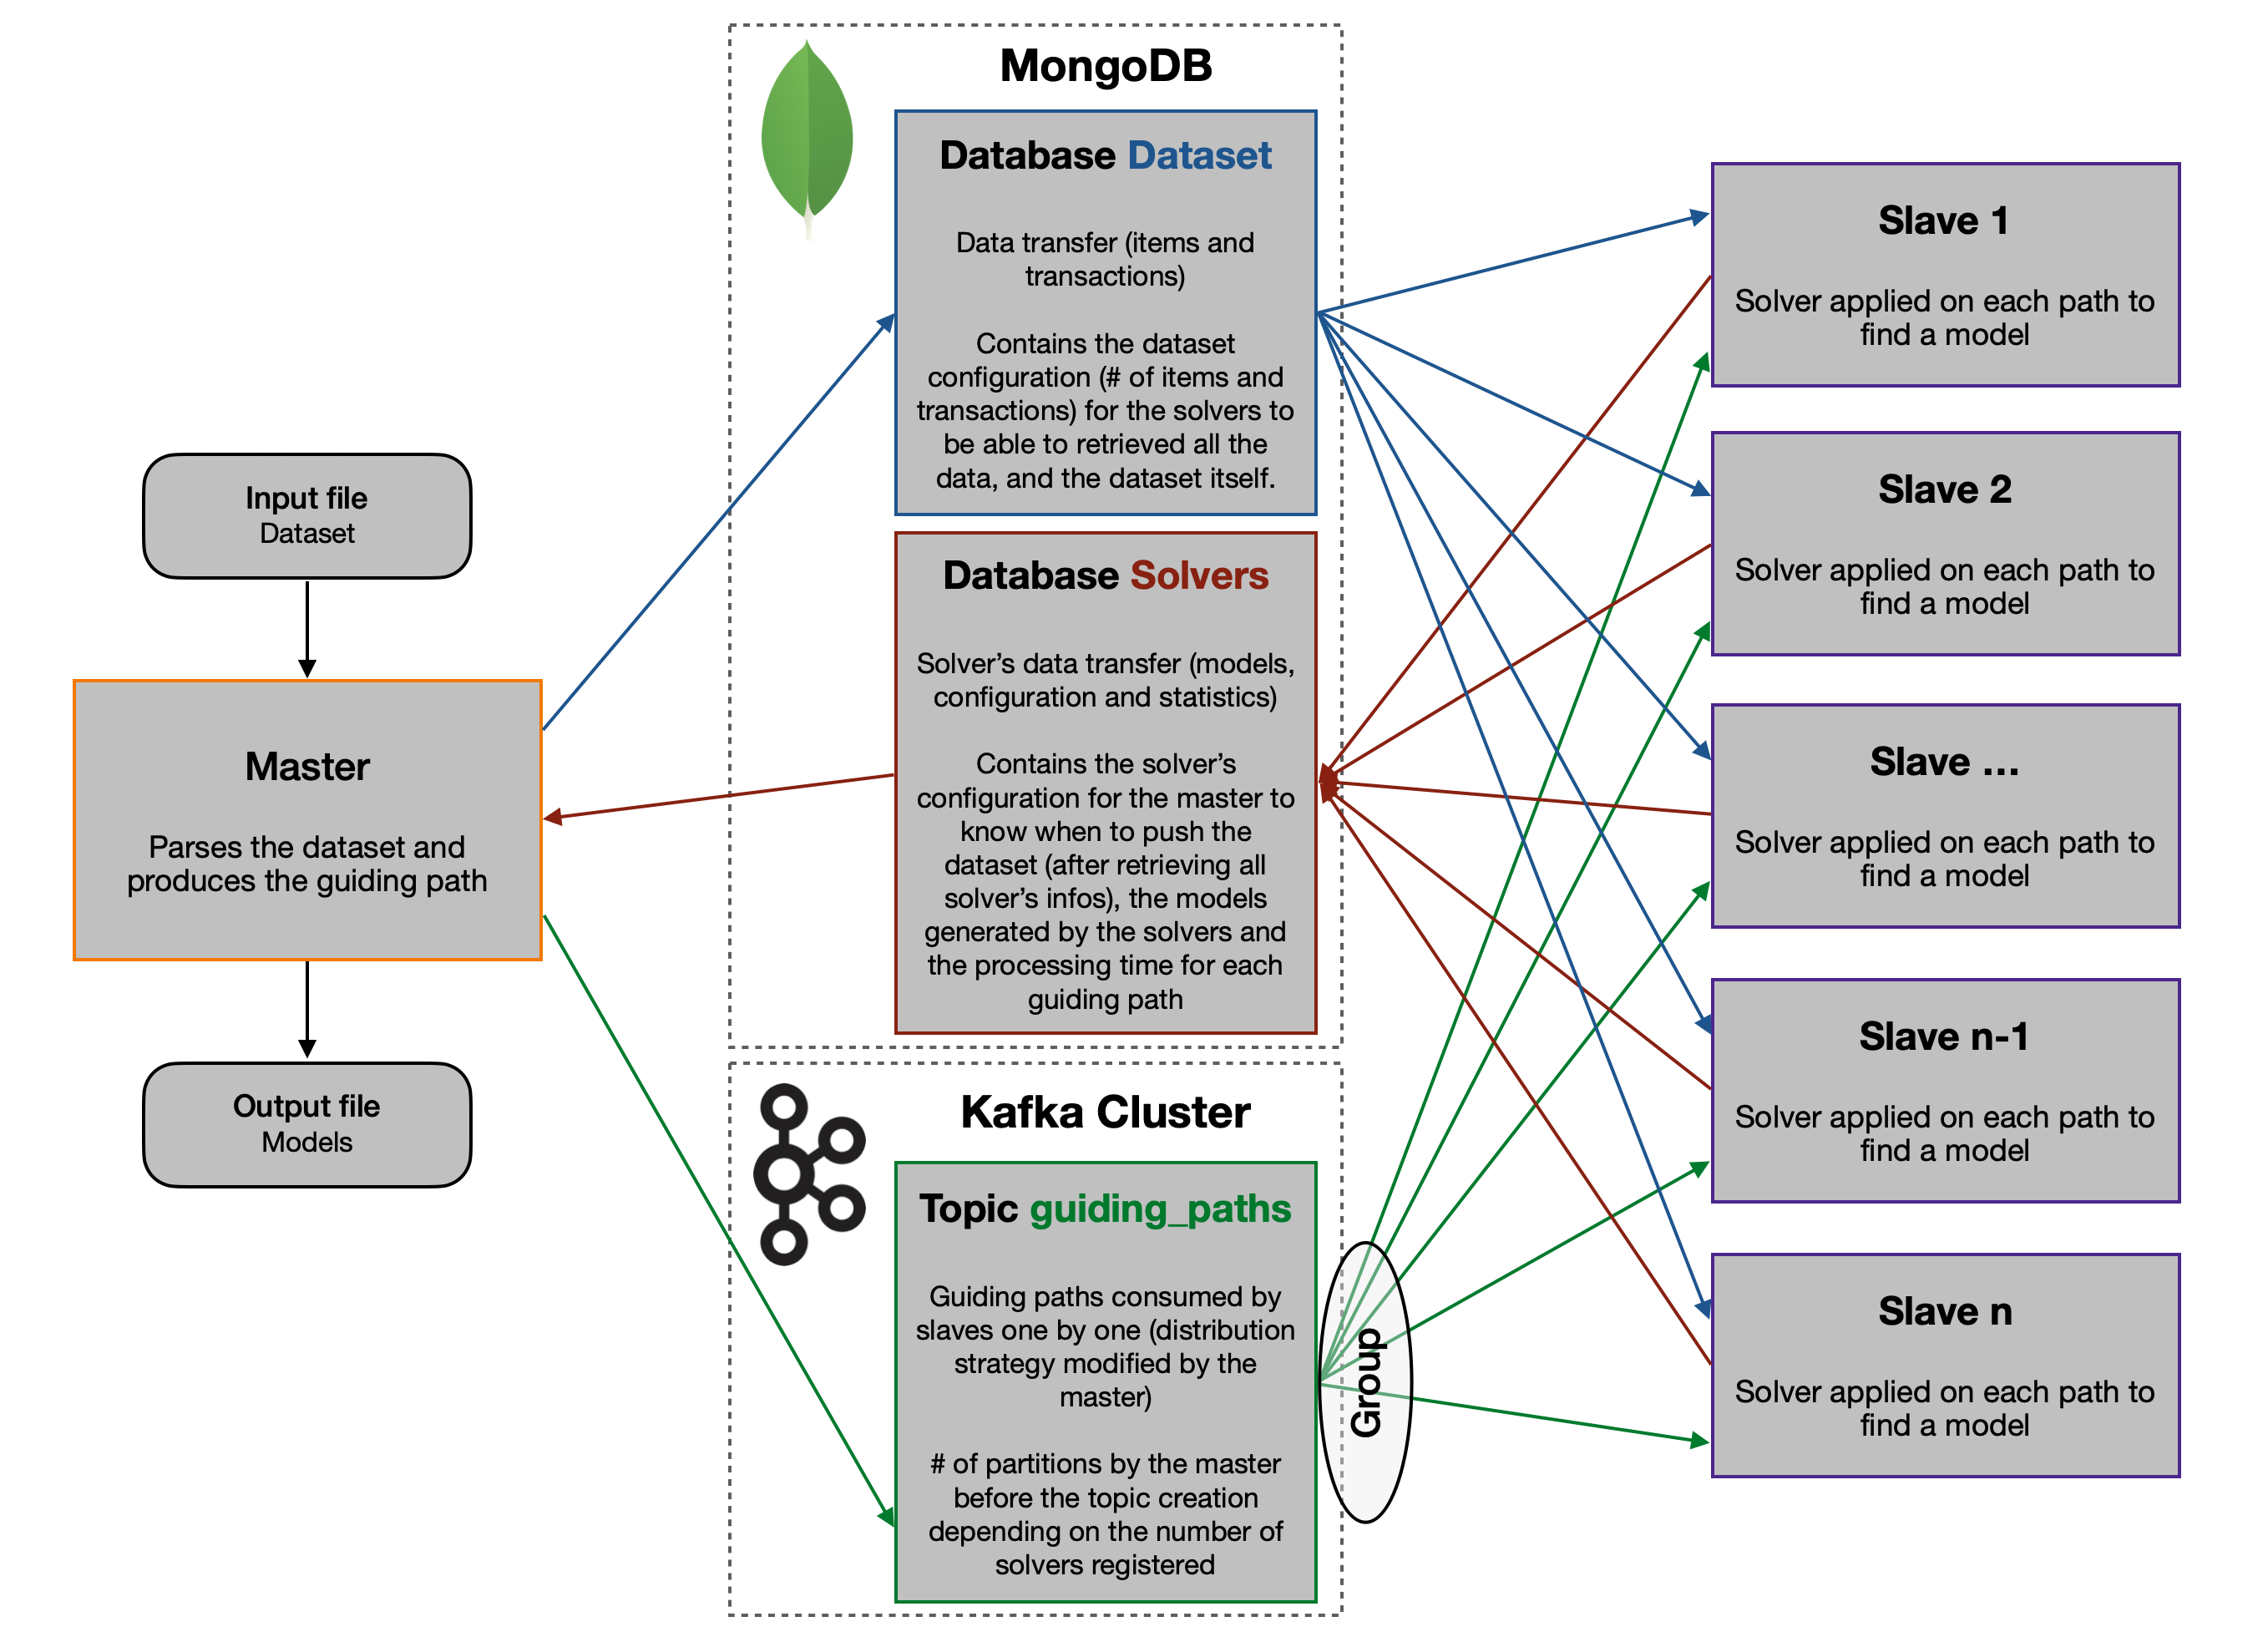 MongoDB
Database Dataset
Data transfer (items and
transactions)
Contains the dataset
configuration (# of items and
transactions) for the solvers to
be able to retrieved all the
data, and the dataset itself.
Database Solvers
Solver’s data transfer (models,
configuration and statistics)
Contains the solver’s
configuration for the master to
know when to push the
dataset (after retrieving all
solver’s infos), the models
generated by the solvers and
the processing time for each
guiding path
Input file
Dataset
Master
Parses the dataset and
produces the guiding path
Output file
Models
Kafka Cluster
Topic guiding_paths
Guiding paths consumed by
slaves one by one (distribution
strategy modified by the
master)
# of partitions by the master
before the topic creation
depending on the number of
solvers registered
Group
Slave 1
Solver applied on each path to
find a model
Slave 2
Solver applied on each path to
find a model
Slave ...
Solver applied on each path to
find a model
Slave n-1
Solver applied on each path to
find a model
Slave n
Solver applied on each path to
find a model